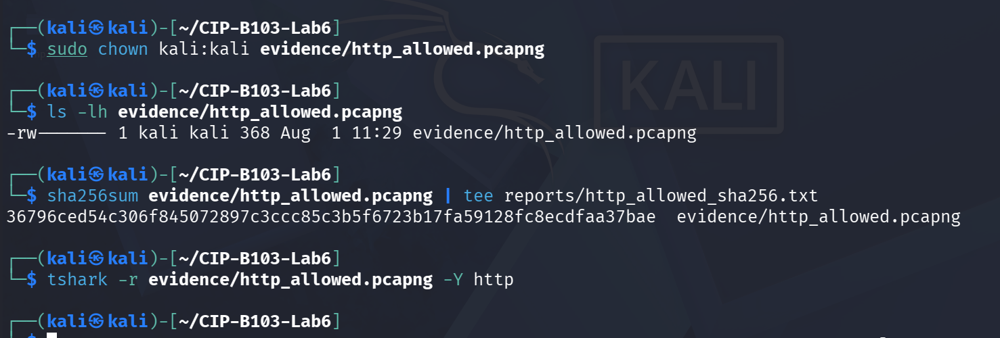 ┌──(kali㉿kali)-[~/CIP-B103-Lab6]
└─$ sudo chown kali:kali evidence/http_allowed.pcapng
KALI
┌──(kali㉿kali)-[~/CIP-B103-Lab6]
└─$ ls -lh evidence/http_allowed.pcapng
-rw------- 1 kali kali 368 Aug  1 11:29 evidence/http_allowed.pcapng
┌──(kali㉿kali)-[~/CIP-B103-Lab6]
└─$ sha256sum evidence/http_allowed.pcapng | tee reports/http_allowed_sha256.txt
36796ced54c306f845072897c3ccc85c3b5f6723b17fa59128fc8ecdfaa37bae  evidence/http_allowed.pcapng
┌──(kali㉿kali)-[~/CIP-B103-Lab6]
└─$ tshark -r evidence/http_allowed.pcapng -Y http
┌──(kali㉿kali)-[~/CIP-B103-Lab6]
└─$